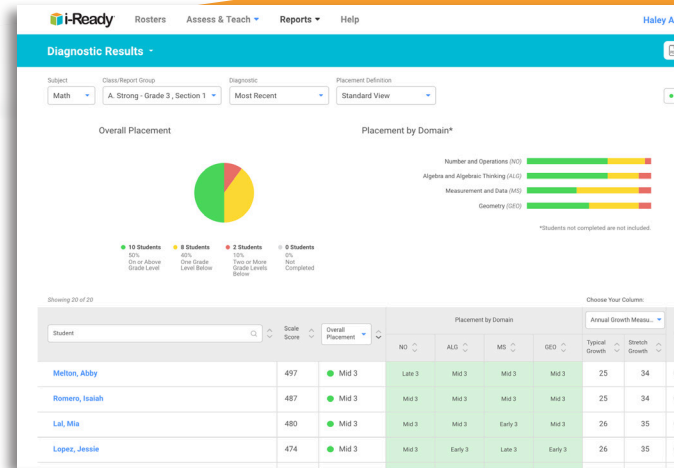 i-Ready Rosters Assess & Teach Reports Help Haley A
Diagnostic Results
Subject Class/Report Group Diagnostic Placement Definition
Math A. Strong - Grade 3 , Section 1 Most Recent Standard View
Overall Placement Placement by Domain*
Number and Operations (NO)
Algebra and Algebraic Thinking (ALG)
Measurement and Data (MS)
Geometry (GEO)
*Students not completed are not included.
10 Students 8 Students 2 Students 0 Students
50% 40% 10% 0%
On or Above One Grade Two or More Not
Grade Level Level Below Grade Levels Completed
Below
Showing 20 of 20 Choose Your Column:
Placement by Domain Annual Growth Measu...
Student Scale Score Overall Placement NO ALG MS GEO Typical Growth Stretch Growth
Melton, Abby 497 Mid 3 Late 3 Mid 3 Mid 3 Mid 3 25 34
Romero, Isaiah 487 Mid 3 Mid 3 Mid 3 Mid 3 Mid 3 25 34
Lal, Mia 480 Mid 3 Mid 3 Mid 3 Early 3 Mid 3 26 35
Lopez, Jessie 474 Mid 3 Mid 3 Early 3 Late 3 Early 3 26 35